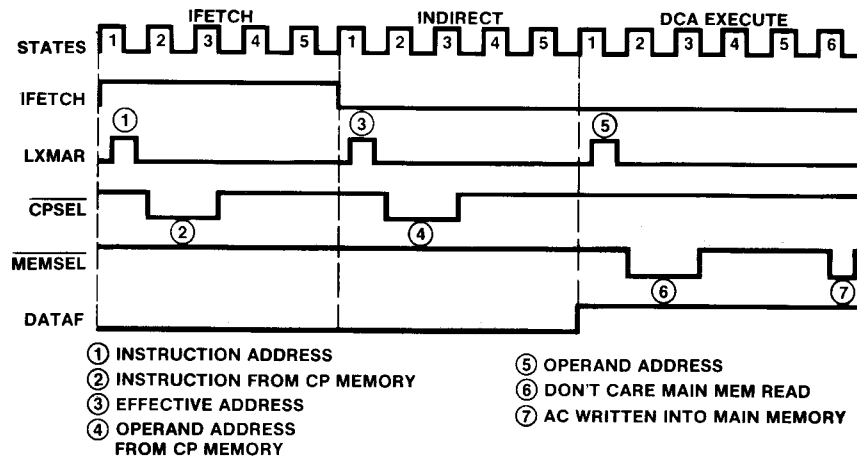 IFETCH INDIRECT DCA EXECUTE
STATES 1 2 3 4 5 1 2 3 4 5 1 2 3 4 5 6
IFETCH
1 3 5
LXMAR
CPSEL
2 4
MEMSEL
6 7
DATAF
1 INSTRUCTION ADDRESS
2 INSTRUCTION FROM CP MEMORY
3 EFFECTIVE ADDRESS
4 OPERAND ADDRESS
FROM CP MEMORY
5 OPERAND ADDRESS
6 DON'T CARE MAIN MEM READ
7 AC WRITTEN INTO MAIN MEMORY